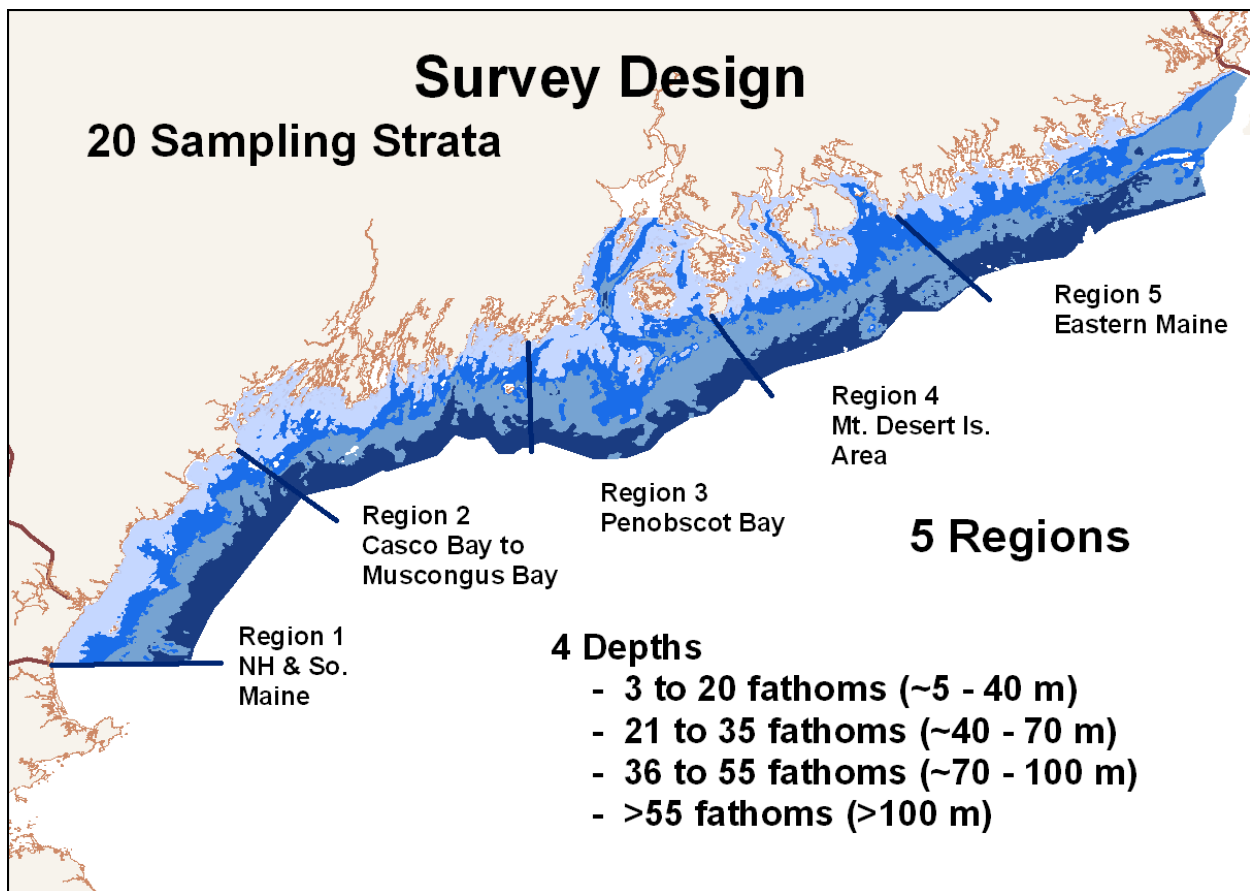 Survey Design
20 Sampling Strata
Region 5
Eastern Maine
Region 4
Mt. Desert Is.
Area
Region 3
Penobscot Bay
5 Regions
Region 2
Casco Bay to
Muscongus Bay
Region 1
NH & So.
Maine
4 Depths
- 3 to 20 fathoms (~5 - 40 m)
- 21 to 35 fathoms (~40 - 70 m)
- 36 to 55 fathoms (~70 - 100 m)
- >55 fathoms (>100 m)